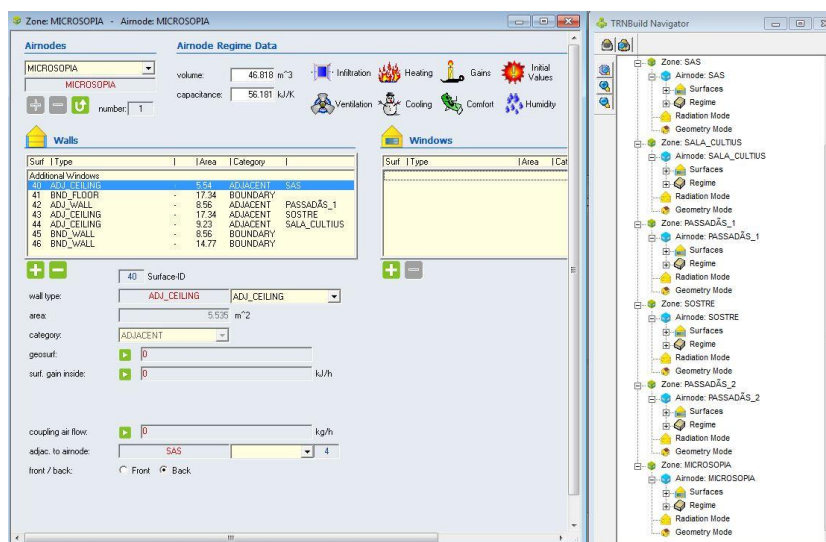 Zone: MICROSOPIA - Airnode: MICROSOPIA
Airnodes
Airnode Regime Data
MICROSOPIA
MICROSOPIA
number: 1
volume: 46.818 m^3
capacitance: 56.181 kJ/K
Infiltration
Heating
Gains
Initial Values
Ventilation
Cooling
Comfort
Humidity
Walls
Surf Type Area Category
Additional Windows
40 ADJ_CEILING - 5.54 ADJACENT SAS
41 BND_FLOOR - 17.34 BOUNDARY
42 ADJ_WALL - 8.56 ADJACENT PASSADÃS_1
43 ADJ_CEILING - 17.34 ADJACENT SOSTRE
44 ADJ_CEILING - 9.23 ADJACENT SALA_CULTIUS
45 BND_WALL - 8.56 BOUNDARY
46 BND_WALL - 14.77 BOUNDARY
Windows
Surf Type Area Cat
40 Surface-ID
wall type: ADJ_CEILING ADJ_CEILING
area: 5.535 m^2
category: ADJACENT
geosurf: 0
surf. gain inside: 0 kJ/h
coupling air flow: 0 kg/h
adjac. to airnode: SAS 4
front / back: Front Back
TRNBuild Navigator
Zone: SAS
Airnode: SAS
Surfaces
Regime
Radiation Mode
Geometry Mode
Zone: SALA_CULTIUS
Airnode: SALA_CULTIUS
Surfaces
Regime
Radiation Mode
Geometry Mode
Zone: PASSADÃS_1
Airnode: PASSADÃS_1
Surfaces
Regime
Radiation Mode
Geometry Mode
Zone: SOSTRE
Airnode: SOSTRE
Surfaces
Regime
Radiation Mode
Geometry Mode
Zone: PASSADÃS_2
Airnode: PASSADÃS_2
Surfaces
Regime
Radiation Mode
Geometry Mode
Zone: MICROSOPIA
Airnode: MICROSOPIA
Surfaces
Regime
Radiation Mode
Geometry Mode